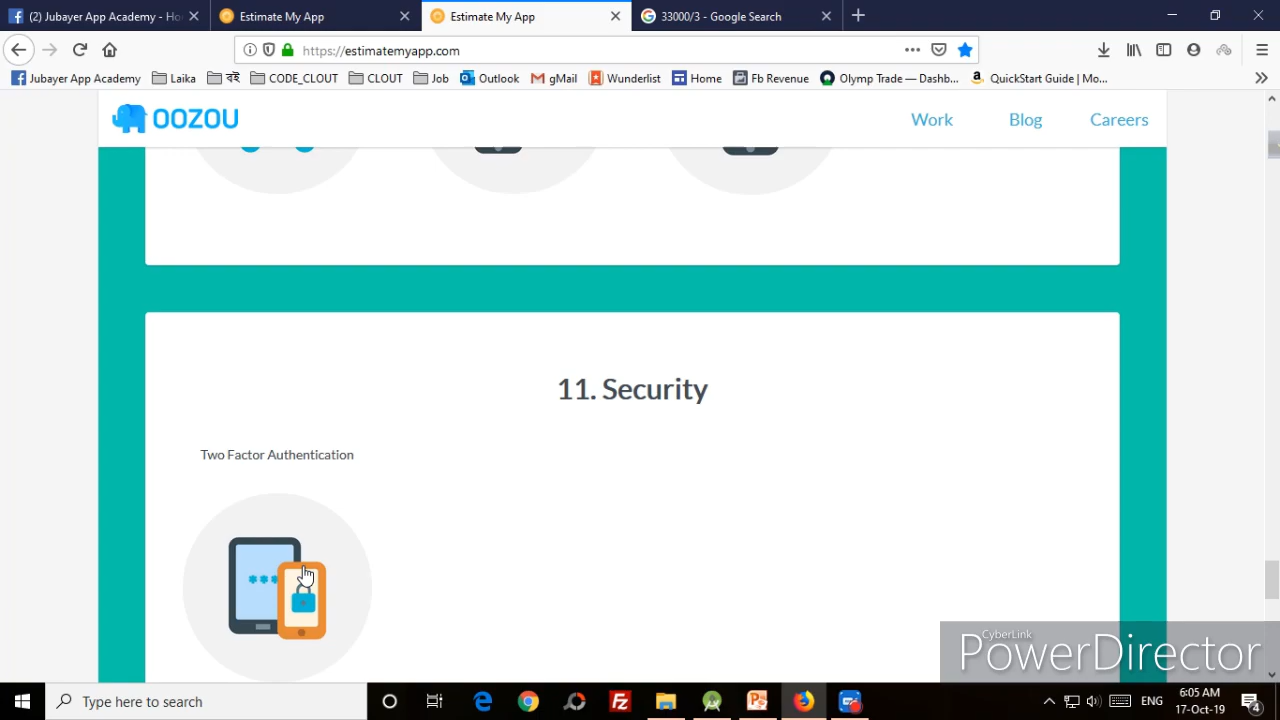 (2) Jubayer App Academy - Ho
Estimate My App
Estimate My App
33000/3 - Google Search
https://estimatemyapp.com
Jubayer App Academy
Laika
বই
CODE_CLOUT
CLOUT
Job
Outlook
gMail
Wunderlist
Home
Fb Revenue
Olymp Trade — Dashb...
QuickStart Guide | Mo...
OOZOU
Work
Blog
Careers
11. Security
Two Factor Authentication
***
CyberLink
PowerDirector
Type here to search
ENG
6:05 AM
17-Oct-19
4